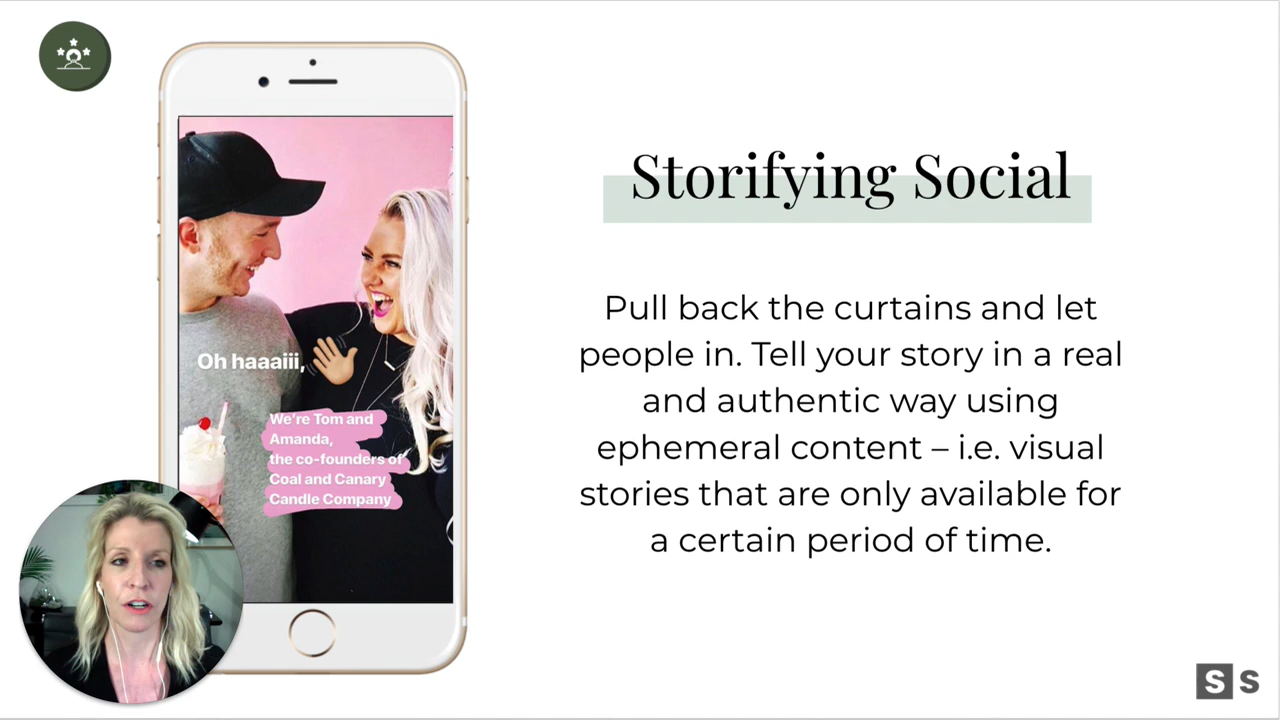 Storifying Social
Pull back the curtains and let
people in. Tell your story in a real
and authentic way using
ephemeral content – i.e. visual
stories that are only available for
a certain period of time.
Oh haaaiii,
We're Tom and
Amanda,
the co-founders of
Coal and Canary
Candle Company
S S